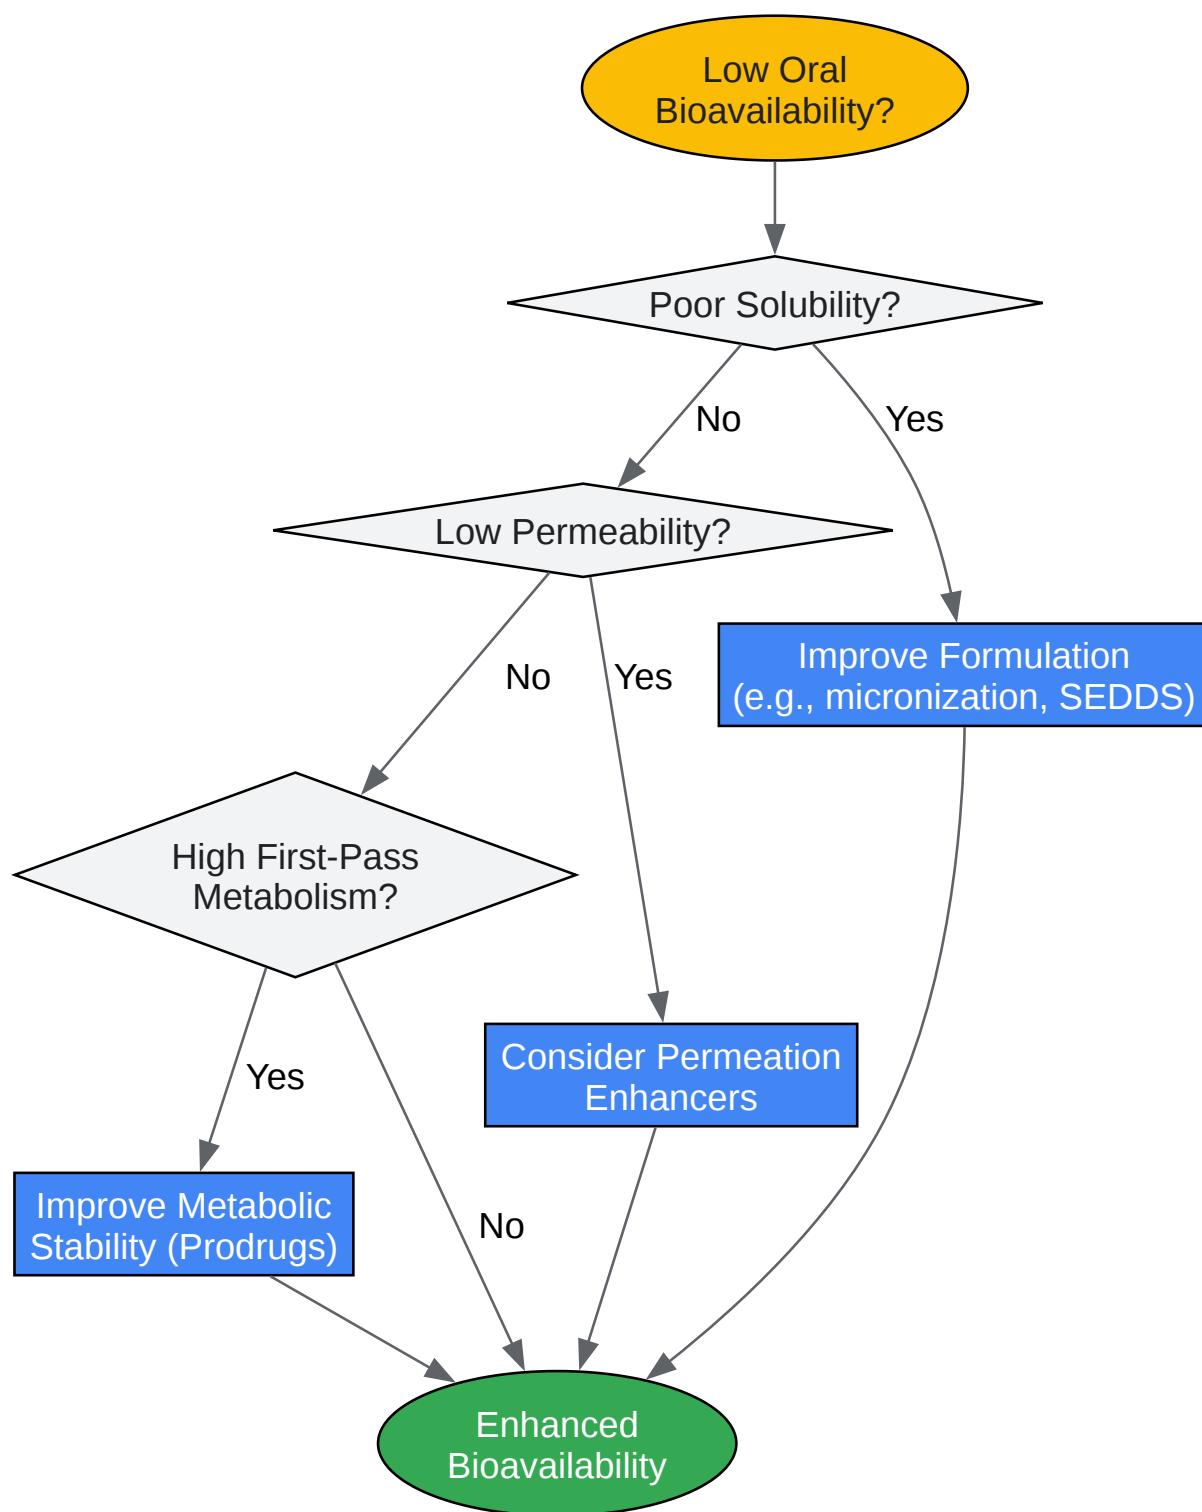 Low Oral
Bioavailability?
Poor Solubility?
No
Yes
Low Permeability?
No
Yes
Improve Formulation
(e.g., micronization, SEDDS)
High First-Pass
Metabolism?
Yes
No
Consider Permeation
Enhancers
Improve Metabolic
Stability (Prodrugs)
Enhanced
Bioavailability